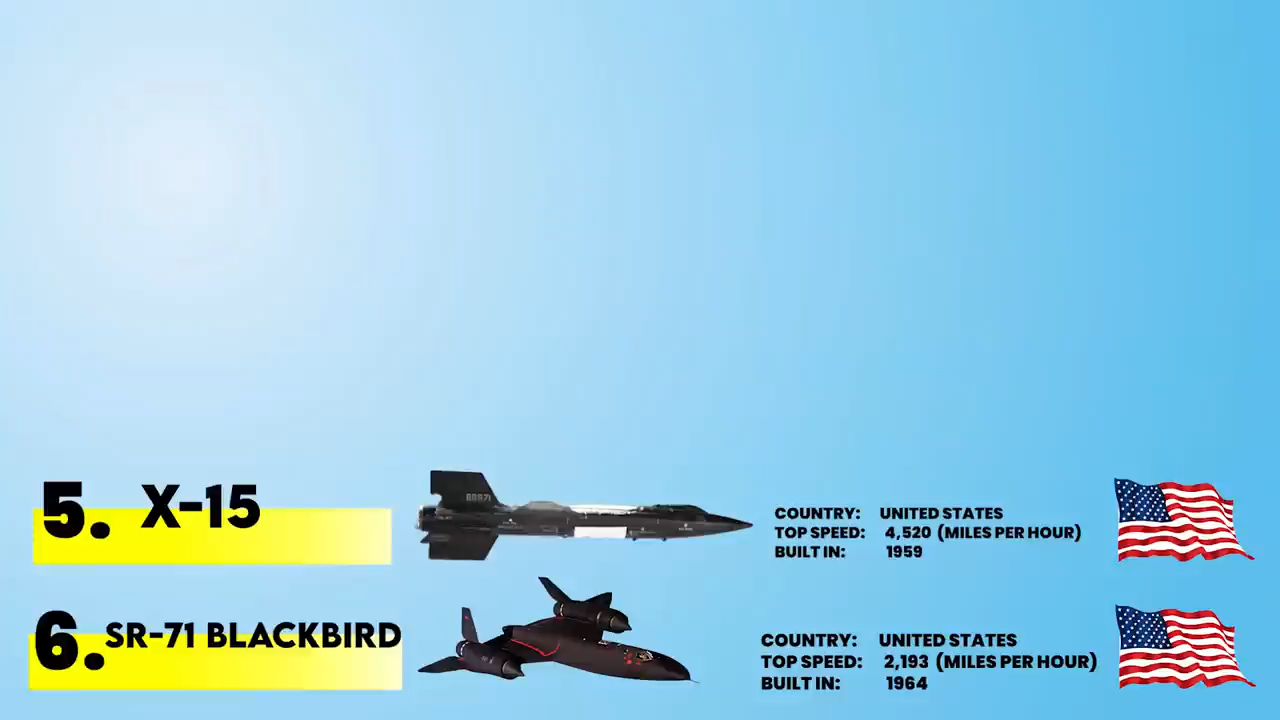 5. X-15
COUNTRY: UNITED STATES
TOP SPEED: 4,520 (MILES PER HOUR)
BUILT IN: 1959
6. SR-71 BLACKBIRD
COUNTRY: UNITED STATES
TOP SPEED: 2,193 (MILES PER HOUR)
BUILT IN: 1964